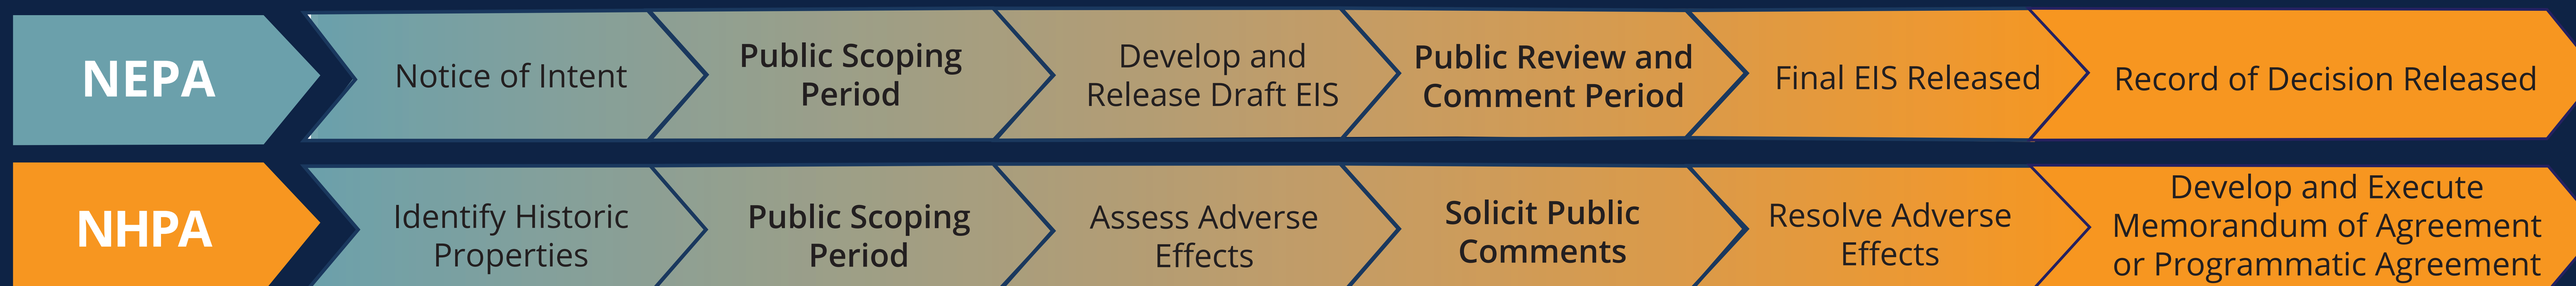 NEPA
Notice of Intent
Public Scoping
Period
Develop and
Release Draft EIS
Public Review and
Comment Period
Final EIS Released
Record of Decision Released
NHPA
Identify Historic
Properties
Public Scoping
Period
Assess Adverse
Effects
Solicit Public
Comments
Resolve Adverse
Effects
Develop and Execute
Memorandum of Agreement
or Programmatic Agreement